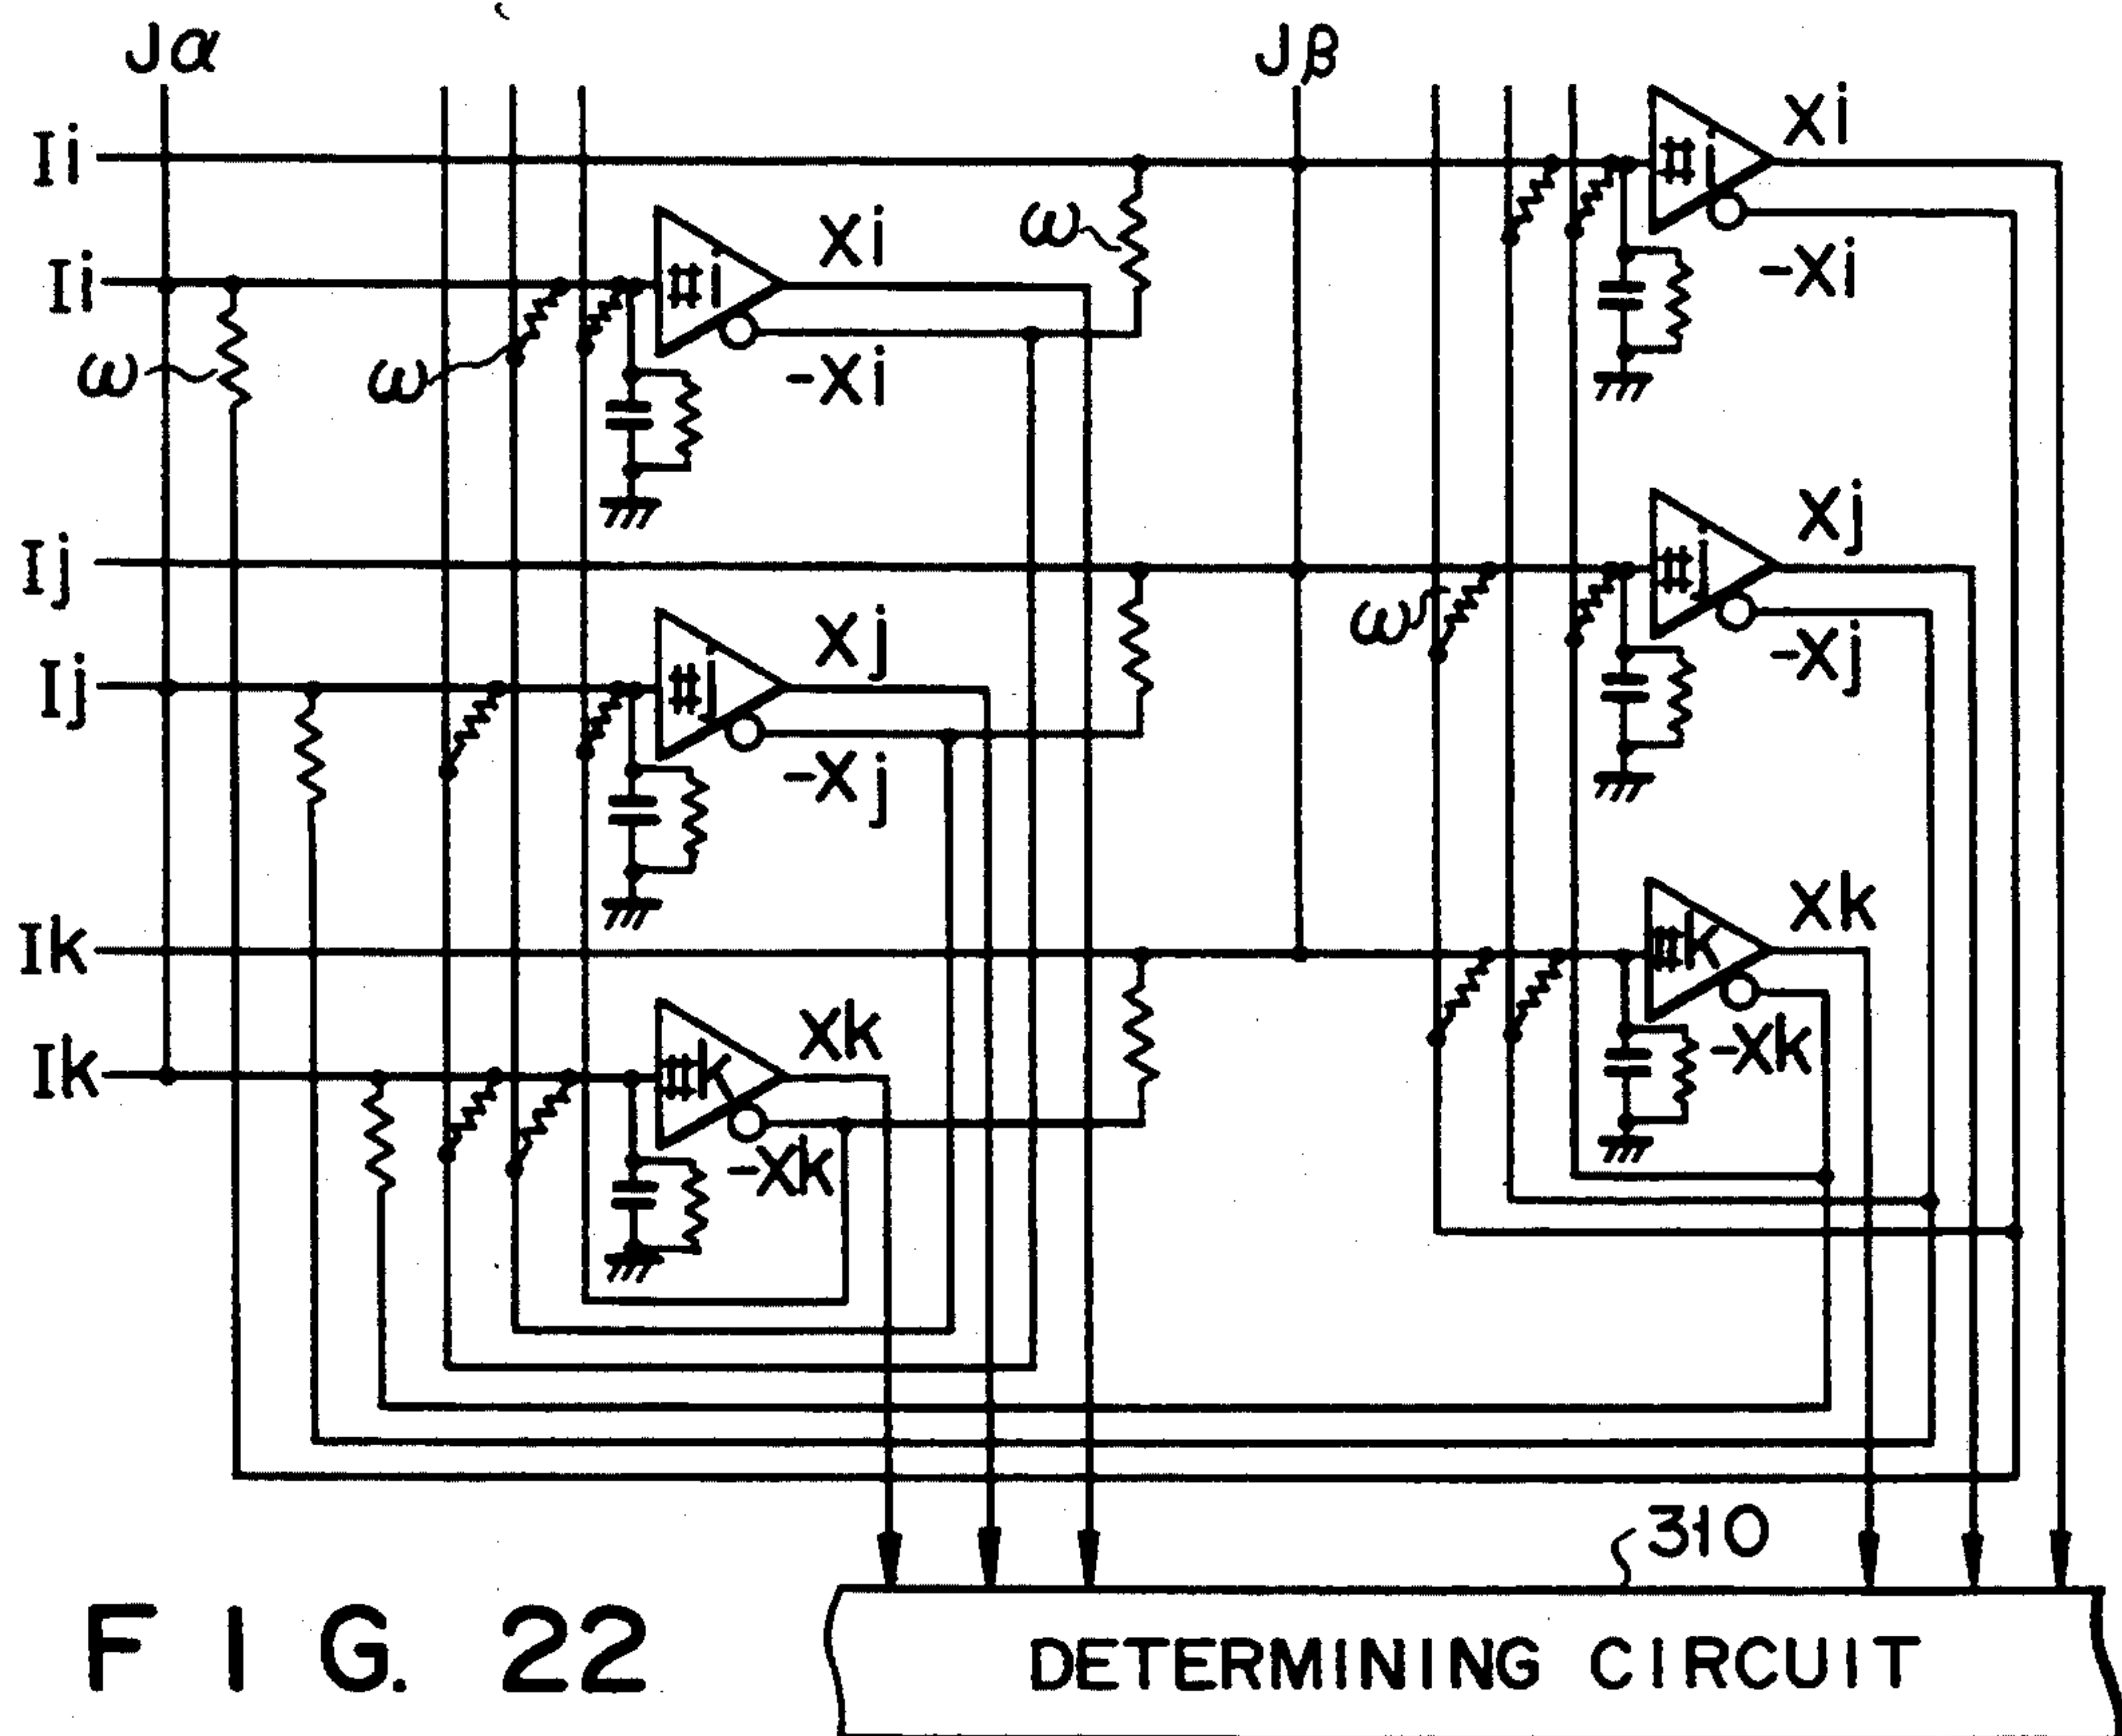 Jα
Jβ
Ii
#i
Xi
-Xi
Ii
#i
Xi
-Xi
ω
ω
ω
Ij
#j
Xj
-Xj
ω
Ij
#j
Xj
-Xj
Ik
#k
Xk
-Xk
Ik
#k
Xk
-Xk
310
FIG. 22
DETERMINING CIRCUIT